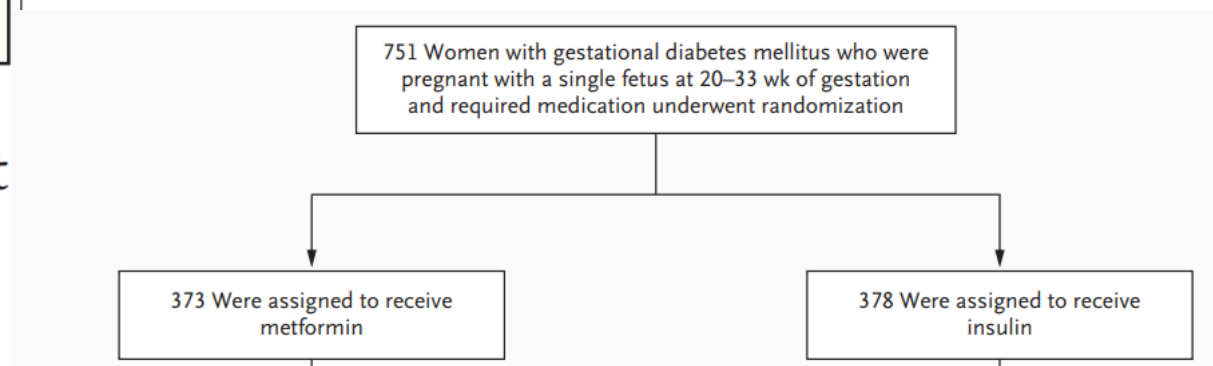 751 Women with gestational diabetes mellitus who were
pregnant with a single fetus at 20–33 wk of gestation
and required medication underwent randomization
373 Were assigned to receive
metformin
378 Were assigned to receive
insulin